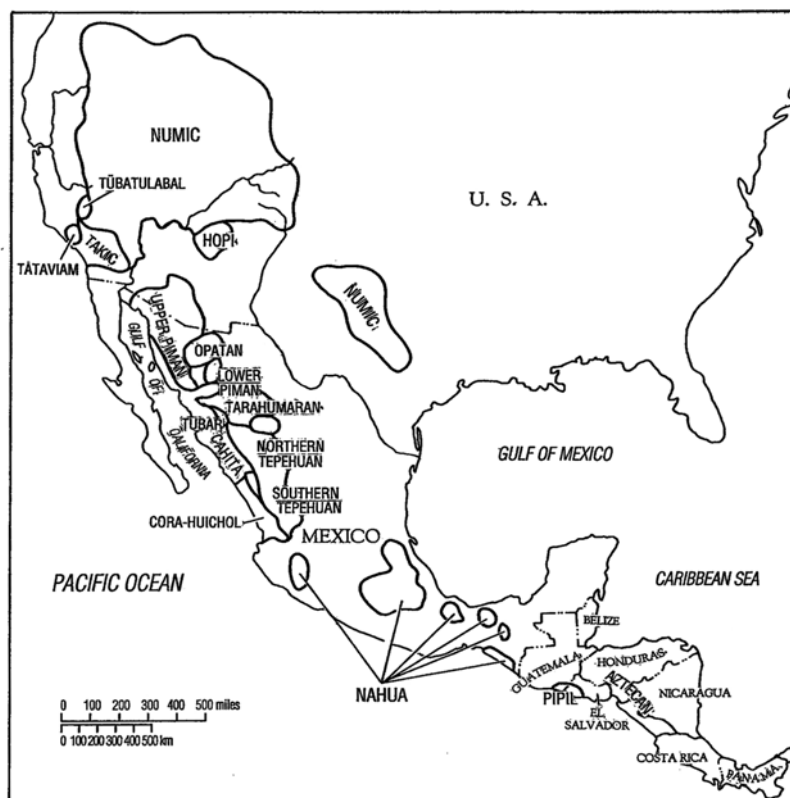 NUMIC
TÜBATULABAL
U. S. A.
HOPI
TAKIC
TATAVIAM
NUMIC
UPPER PIMAN
GULF
OF
CALIFORNIA
OPATAN
LOWER
PIMAN
TARAHUMARAN
TUBAR
CAHITA
NORTHERN
TEPEHUAN
GULF OF MEXICO
SOUTHERN
TEPEHUAN
CORA-HUICHOL
MEXICO
PACIFIC OCEAN
CARIBBEAN SEA
BELIZE
GUATEMALA
HONDURAS
NAHUA
PIPIL
AZTECAN
NICARAGUA
EL
SALVADOR
COSTA RICA
PANAMA
0 100 200 300 400 500 miles
0 100 200 300 400 500 km